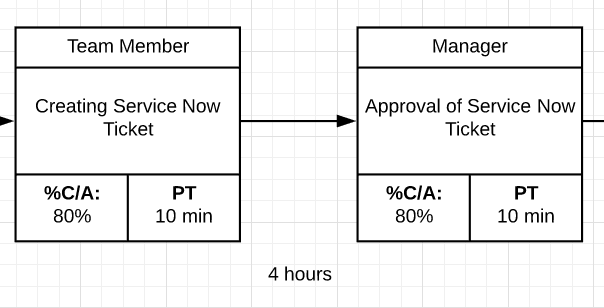 Team Member
Creating Service Now
Ticket
%C/A:
80%
PT
10 min
Manager
Approval of Service Now
Ticket
%C/A:
80%
PT
10 min
4 hours